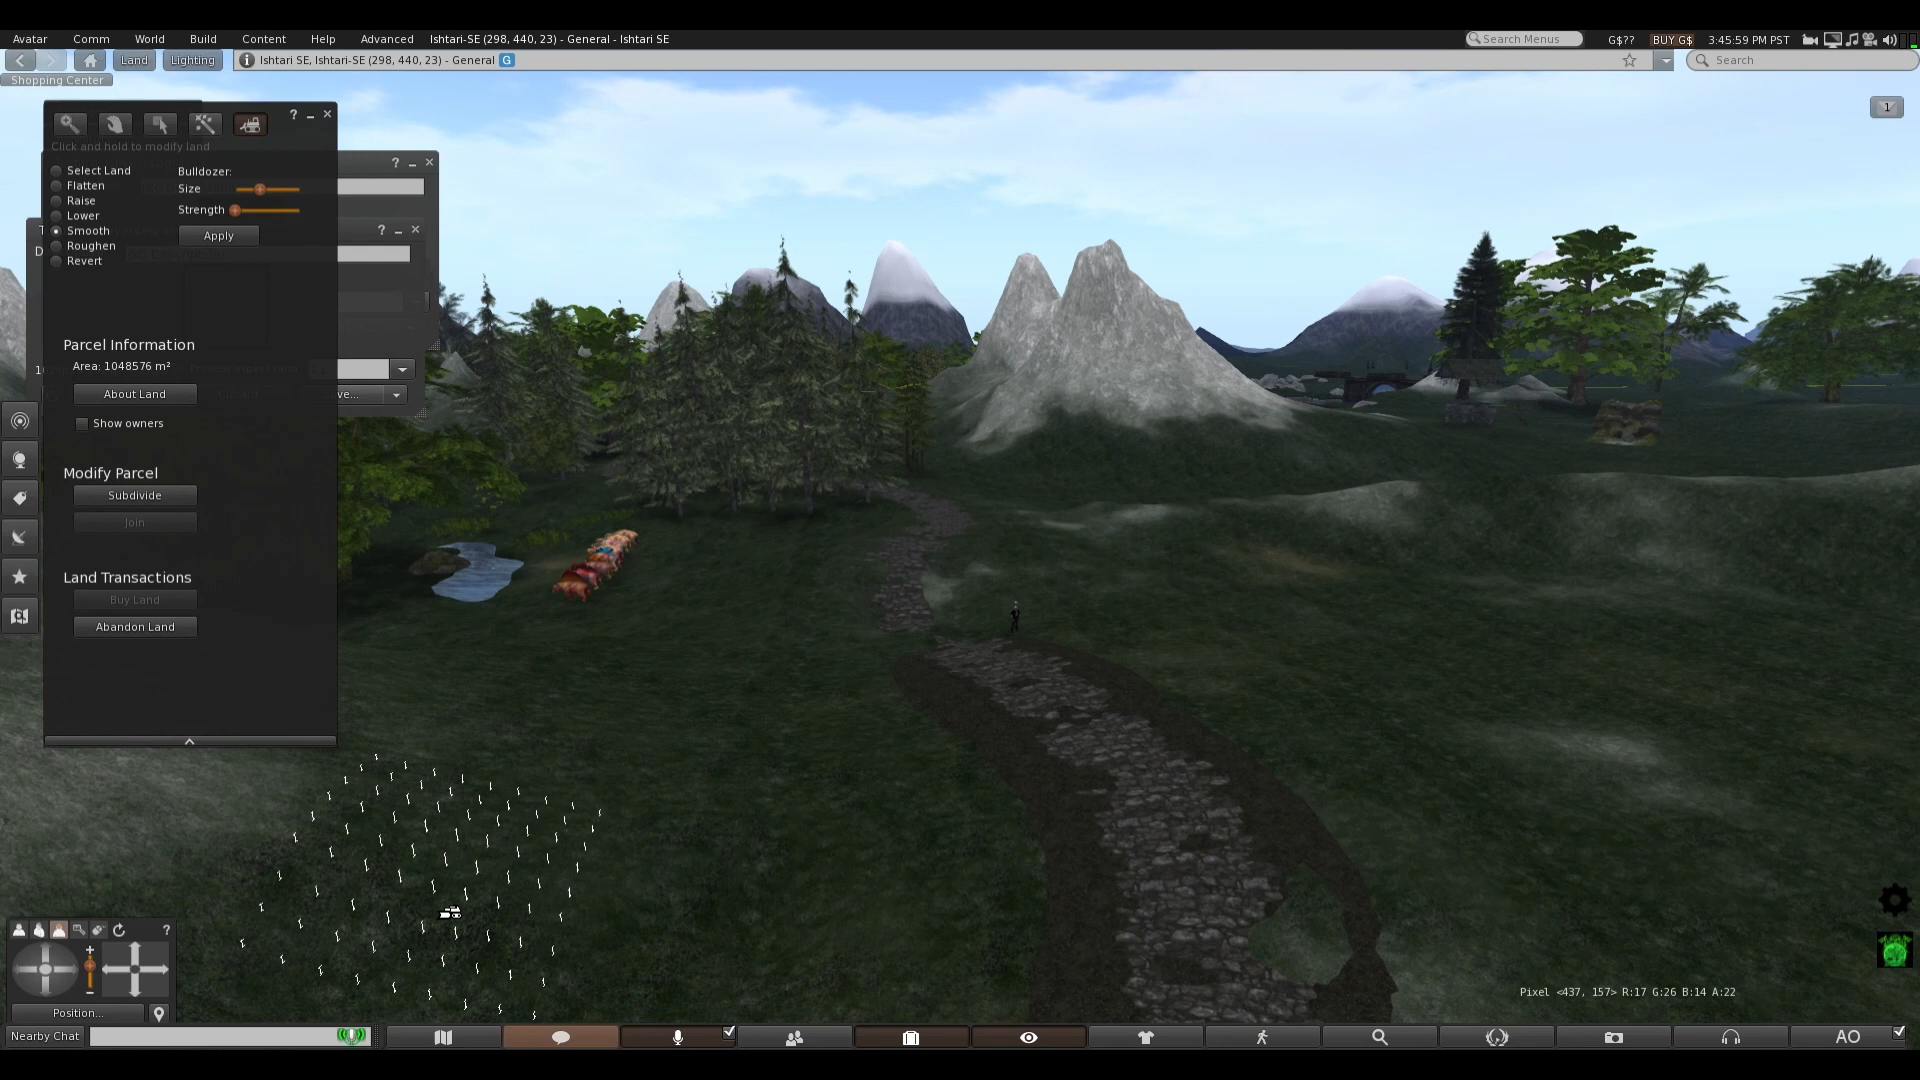 Avatar Comm World Build Content Help Advanced Ishtari-SE (298, 440, 23) - General - Ishtari SE Search Menus G$?? BUY G$ 3:45:59 PM PST
Land Lighting Ishtari SE, Ishtari-SE (298, 440, 23) - General G Search
Shopping Center
1
Click and hold to modify land
Select Land
Flatten
Raise
Lower
Smooth
Roughen
Revert
Bulldozer:
Size
Strength
Apply
Parcel Information
Area: 1048576 m²
About Land
Show owners
Modify Parcel
Subdivide
Join
Land Transactions
Buy Land
Abandon Land
Position...
Pixel <437, 157> R:17 G:26 B:14 A:22
Nearby Chat
AO